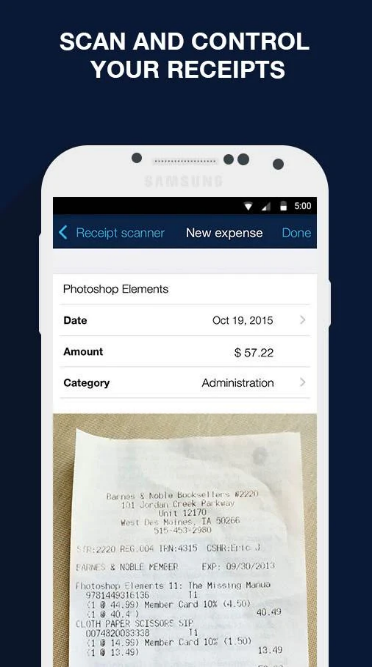 SCAN AND CONTROL
YOUR RECEIPTS
SAMSUNG
5:00
Receipt scanner New expense Done
Photoshop Elements
Date Oct 19, 2015
Amount $ 57.22
Category Administration
Barnes & Noble Booksellers #2220
101 Jordan Creek Parkway
Unit 12170
West Des Moines, IA 50266
515-453-2980
STR:2220 REG:004 TRN:4315 CSHR:Eric J
BARNES & NOBLE MEMBER EXP: 09/30/2013
Photoshop Elements 11: The Missing Manua
9781449316136 T1
(1 @ 44.99) Member Card 10% (4.50)
(1 @ 40.4 ) 40.49
CLOTH PAPER SCISSORS SIP
0074820083338 T1
(1 @ 14.99) Member Card 10% (1.50)
(1 @ 13.49) 13.49